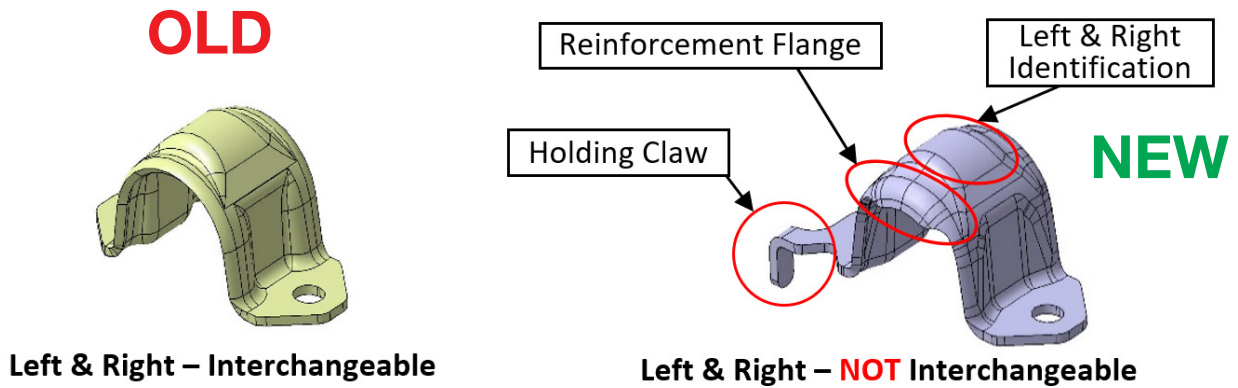 OLD
Reinforcement Flange
Left & Right
Identification
Holding Claw
NEW
Left & Right – Interchangeable
Left & Right – NOT Interchangeable